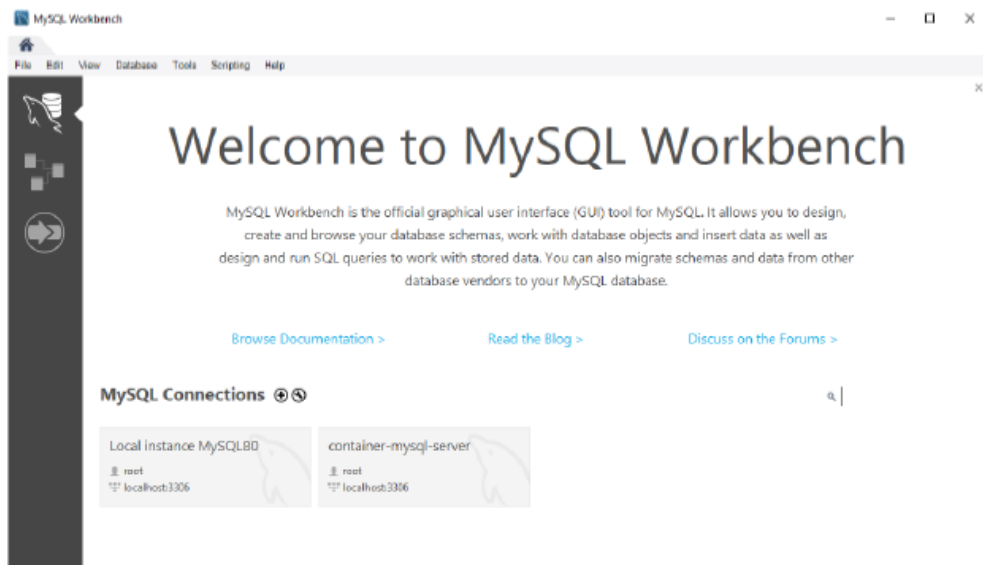 MySQL Workbench
File Edit View Database Tools Scripting Help
Welcome to MySQL Workbench
MySQL Workbench is the official graphical user interface (GUI) tool for MySQL. It allows you to design,
create and browse your database schemas, work with database objects and insert data as well as
design and run SQL queries to work with stored data. You can also migrate schemas and data from other
database vendors to your MySQL database.
Browse Documentation > Read the Blog > Discuss on the Forums >
MySQL Connections
Local instance MySQL80 container-mysql-server
root root
localhost:3306 localhost:3306